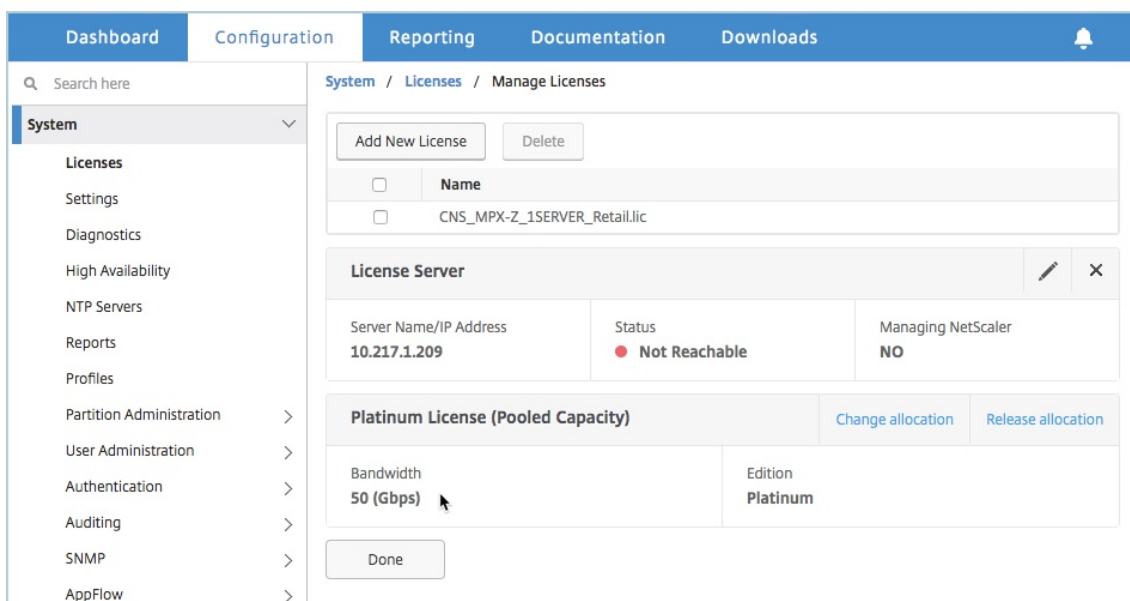 Dashboard Configuration Reporting Documentation Downloads
Search here
System
Licenses
Settings
Diagnostics
High Availability
NTP Servers
Reports
Profiles
Partition Administration
User Administration
Authentication
Auditing
SNMP
AppFlow
System / Licenses / Manage Licenses
Add New License Delete
Name
CNS_MPX-Z_1SERVER_Retail.lic
License Server
Server Name/IP Address Status Managing NetScaler
10.217.1.209 Not Reachable NO
Platinum License (Pooled Capacity) Change allocation Release allocation
Bandwidth Edition
50 (Gbps) Platinum
Done